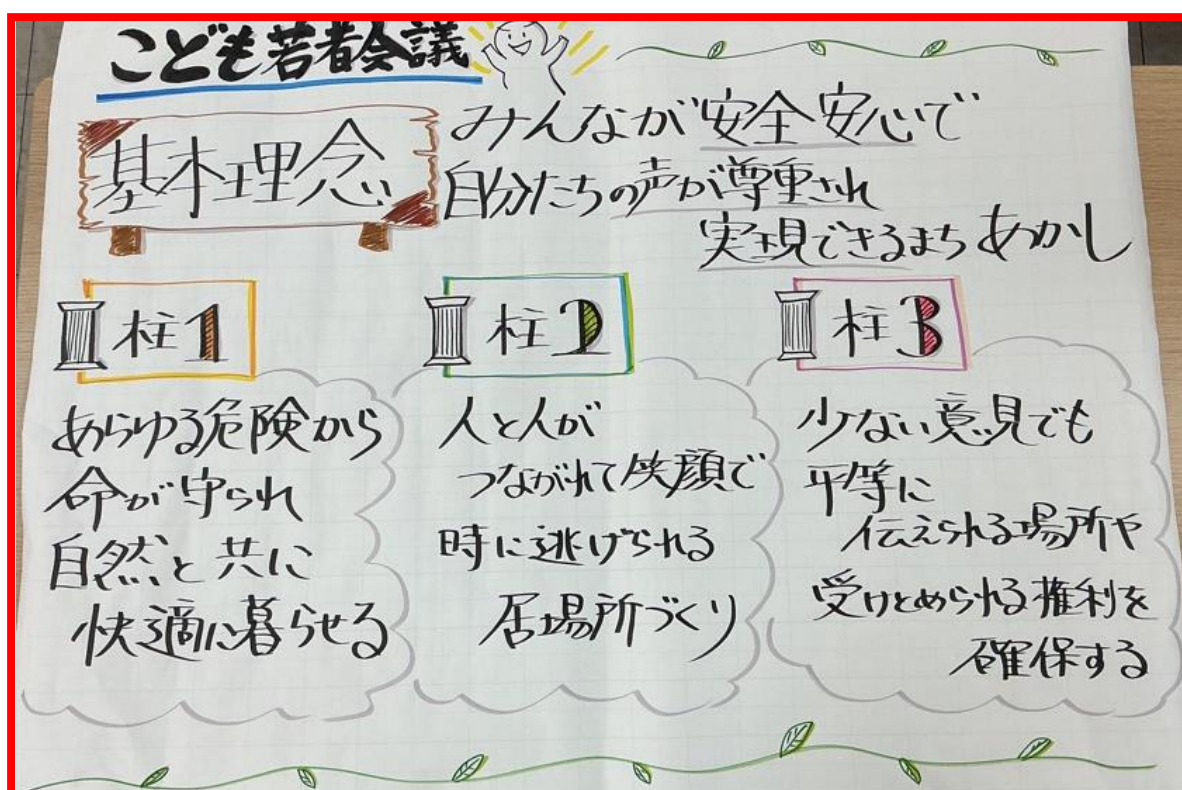 こども若者会議
基本理念
みんなが安全安心で
自分たちの声が尊重され
実現できるまちあかし
柱1
あらゆる危険から
命が守られ
自然と共に
快適に暮らせる
柱2
人と人が
つながれて笑顔で
時に逃げられる
居場所づくり
柱3
少ない意見でも
平等に
伝えられる場所や
受けとめられる権利を
確保する